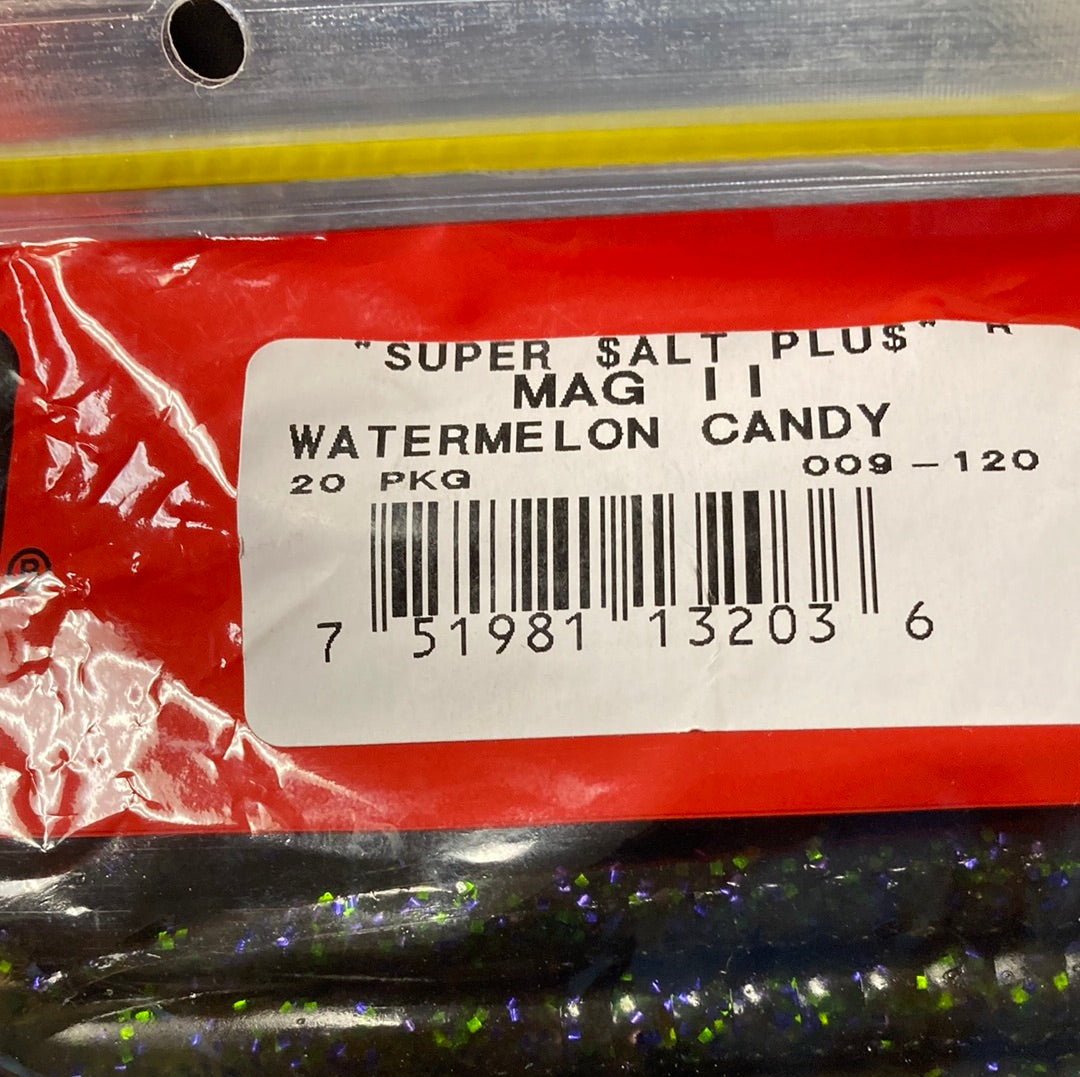 "SUPER $ALT PLU$" R
MAG II
WATERMELON CANDY
20 PKG 009-120
7 51981 13203 6
®